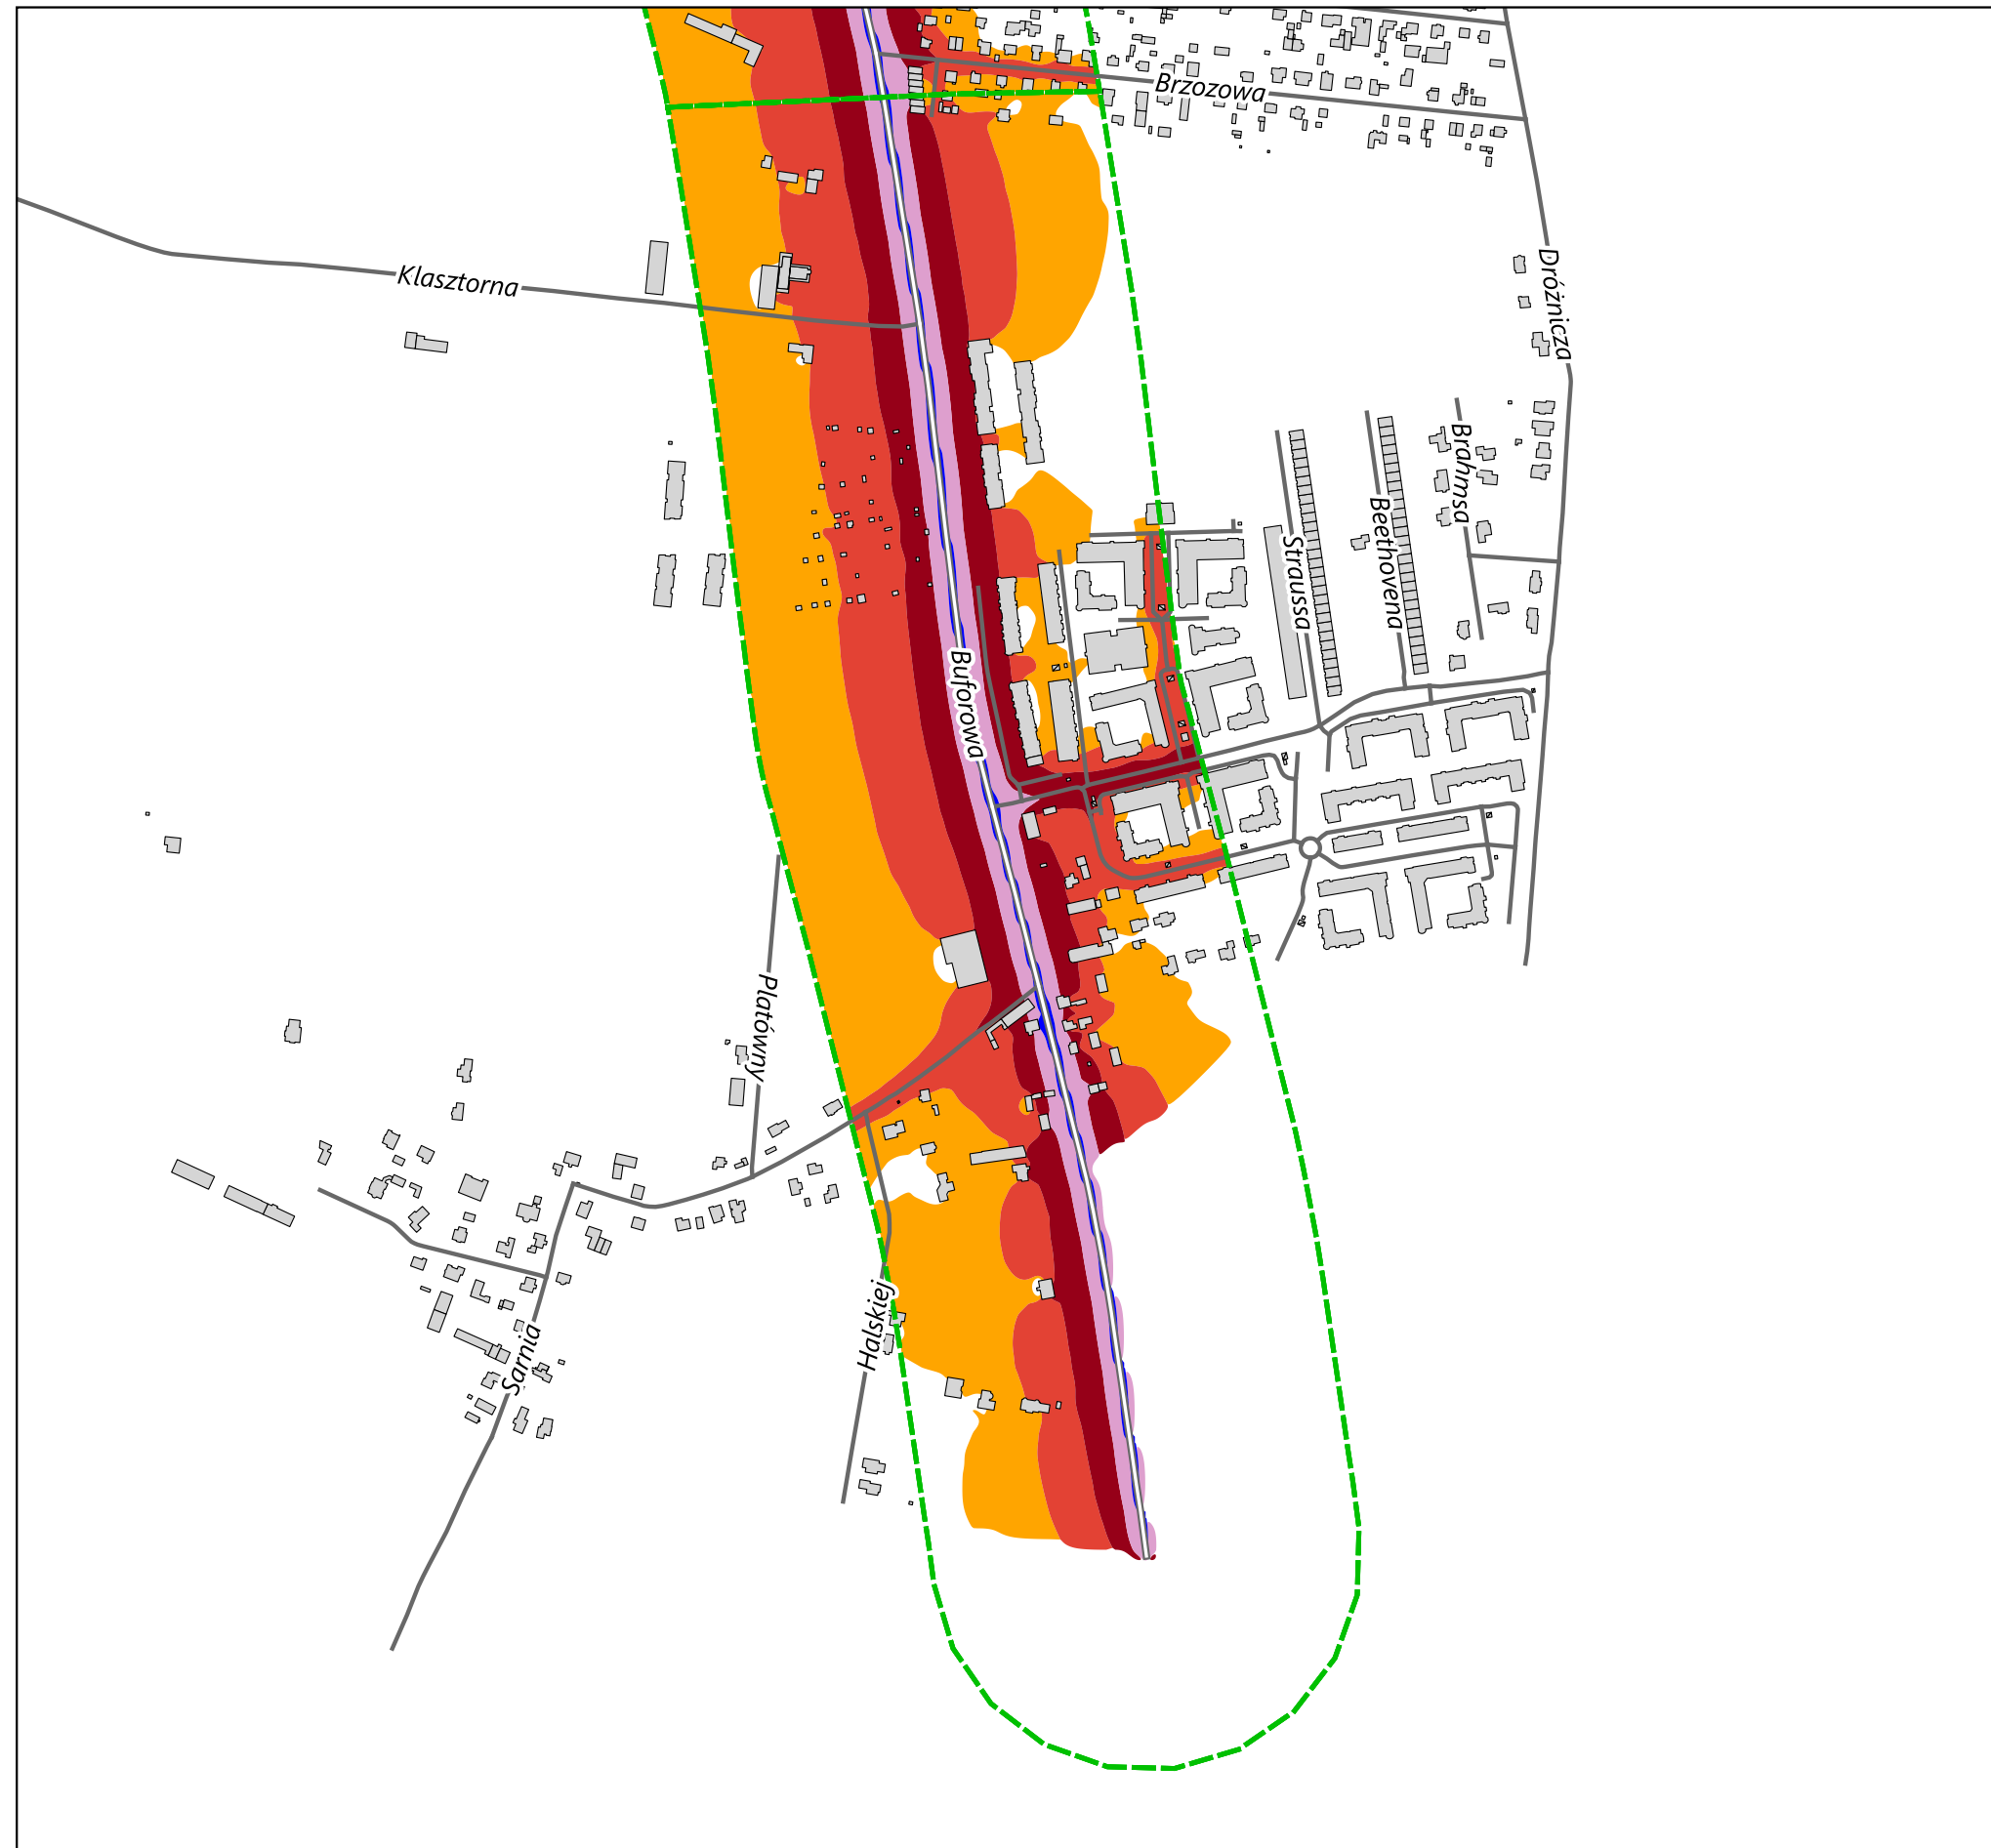 Brzozowa
Klasztorna
Dróżnicza
Brahmsa
Beethovena
Straussa
Buforowa
Platówny
Halskiej
Sarnia